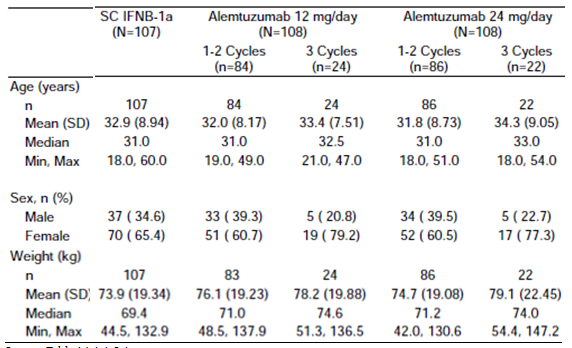 SC IFNB-1a Alemtuzumab 12 mg/day Alemtuzumab 24 mg/day
(N=107) (N=108) (N=108)
1-2 Cycles 3 Cycles 1-2 Cycles 3 Cycles
(n=84) (n=24) (n=86) (n=22)
Age (years)
n 107 84 24 86 22
Mean (SD) 32.9 (8.94) 32.0 (8.17) 33.4 (7.51) 31.8 (8.73) 34.3 (9.05)
Median 31.0 31.0 32.5 31.0 33.0
Min, Max 18.0, 60.0 19.0, 49.0 21.0, 47.0 18.0, 51.0 18.0, 54.0
Sex, n (%)
Male 37 ( 34.6) 33 ( 39.3) 5 ( 20.8) 34 ( 39.5) 5 ( 22.7)
Female 70 ( 65.4) 51 ( 60.7) 19 ( 79.2) 52 ( 60.5) 17 ( 77.3)
Weight (kg)
n 107 83 24 86 22
Mean (SD) 73.9 (19.34) 76.1 (19.23) 78.2 (19.88) 74.7 (19.08) 79.1 (22.45)
Median 69.4 71.0 74.6 71.2 74.0
Min, Max 44.5, 132.9 48.5, 137.9 51.3, 136.5 42.0, 130.6 54.4, 147.2